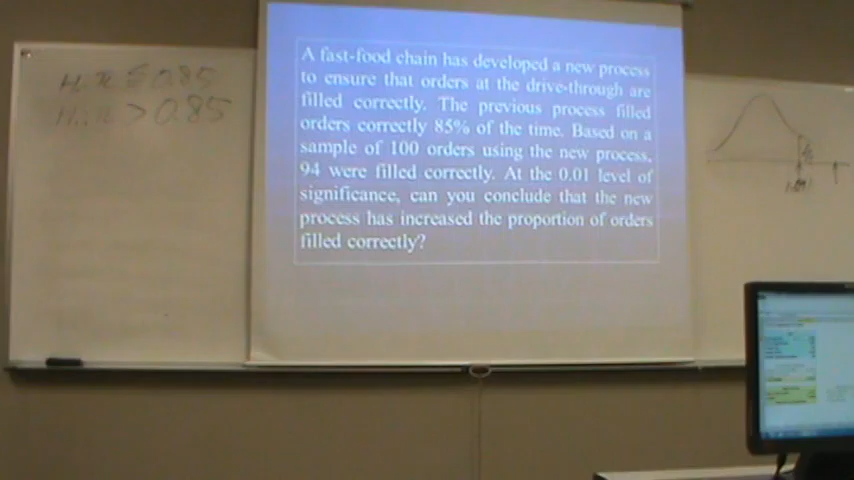 H₀: π ≤ 0.85
H₁: π > 0.85
A fast-food chain has developed a new process
to ensure that orders at the drive-through are
filled correctly. The previous process filled
orders correctly 85% of the time. Based on a
sample of 100 orders using the new process,
94 were filled correctly. At the 0.01 level of
significance, can you conclude that the new
process has increased the proportion of orders
filled correctly?